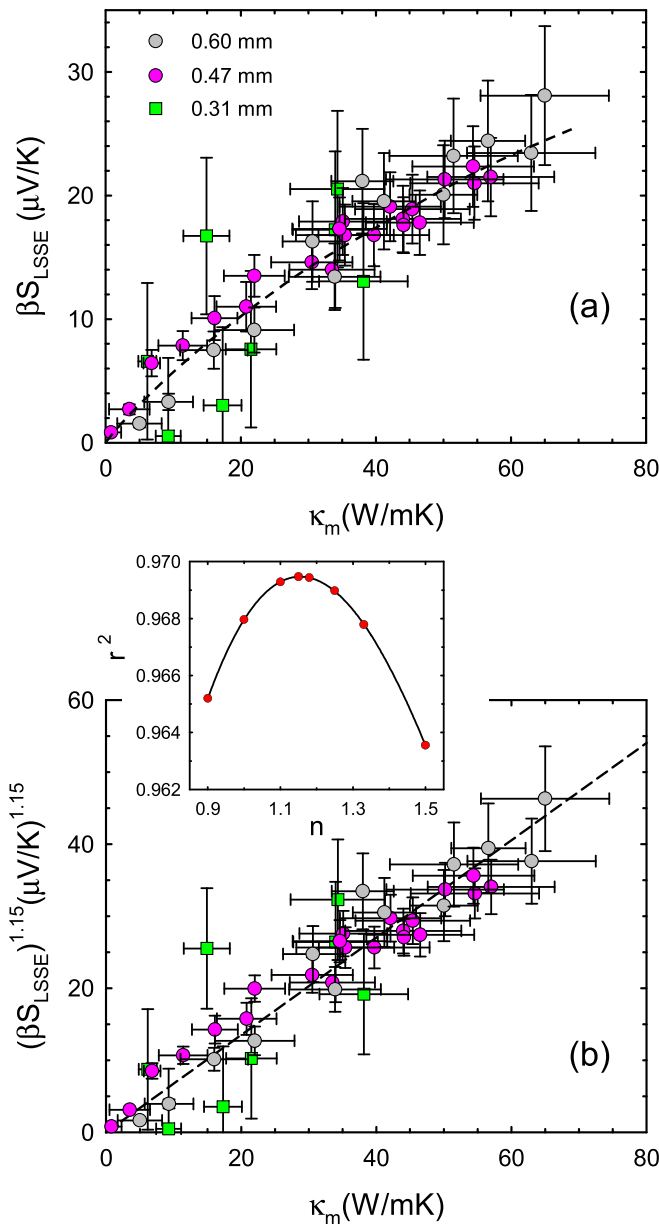 30
20
10
0
0.60 mm
0.47 mm
0.31 mm
βS_LSSE (μV/K)
(a)
0 20 40 60 80
κ_m(W/mK)
0.970
0.968
0.966
0.964
0.962
r²
0.9 1.1 1.3 1.5
n
60
40
20
0
(βS_LSSE)^1.15(μV/K)^1.15
(b)
0 20 40 60 80
κ_m(W/mK)